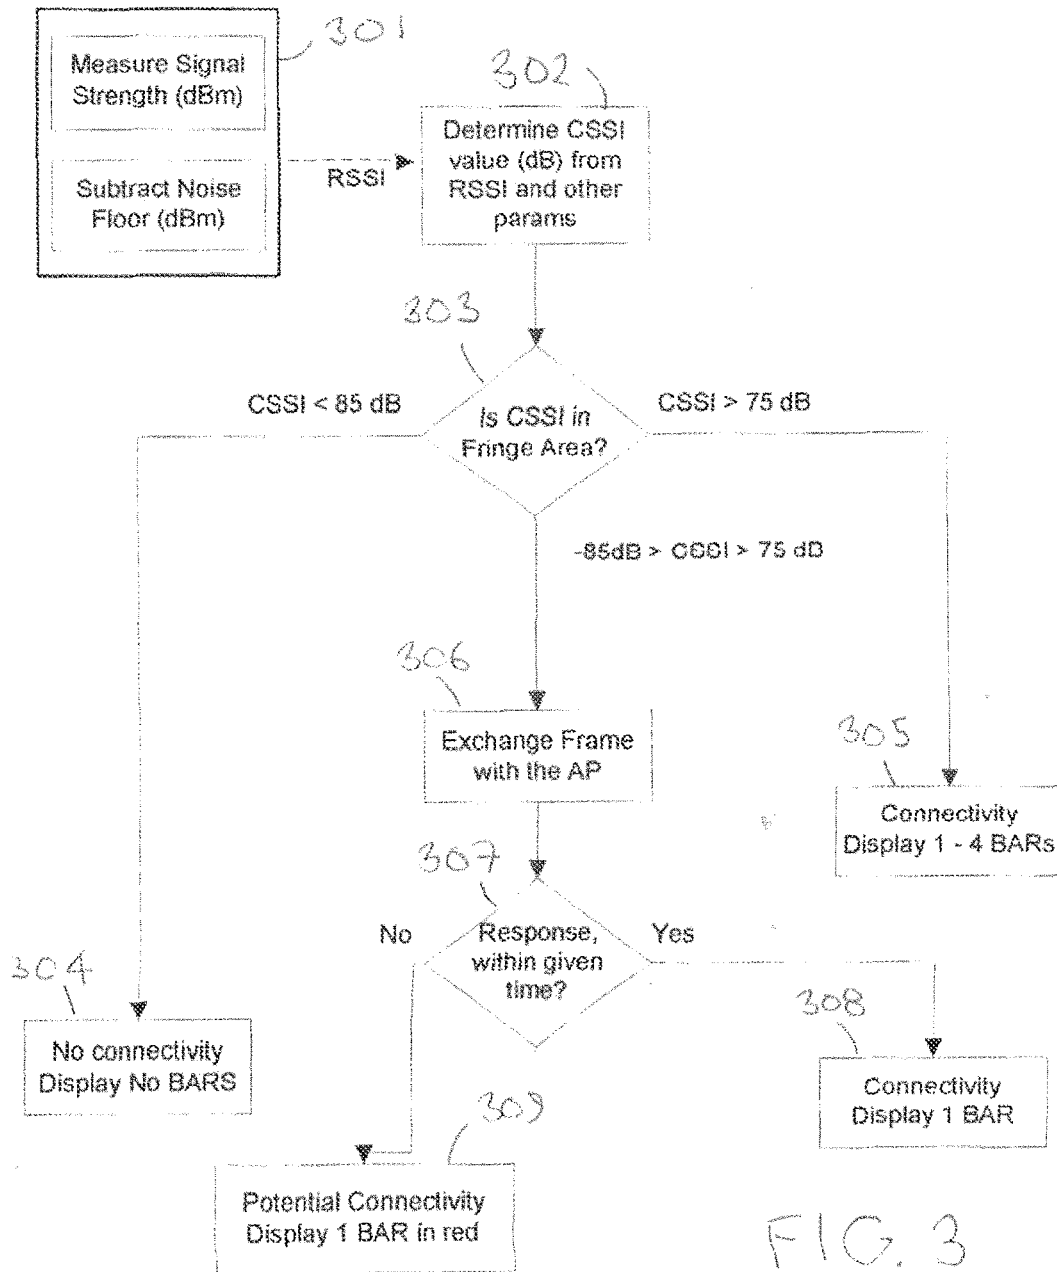 301
Measure Signal
Strength (dBm)
Subtract Noise
Floor (dBm)
RSSI
302
Determine CSSI
value (dB) from
RSSI and other
params
303
CSSI < 85 dB
Is CSSI in
Fringe Area?
CSSI > 75 dB
-85dB > CSSI > 75 dB
306
Exchange Frame
with the AP
305
Connectivity
Display 1 - 4 BARs
307
No
Response,
within given
time?
Yes
304
No connectivity
Display No BARS
308
Connectivity
Display 1 BAR
309
Potential Connectivity
Display 1 BAR in red
FIG. 3